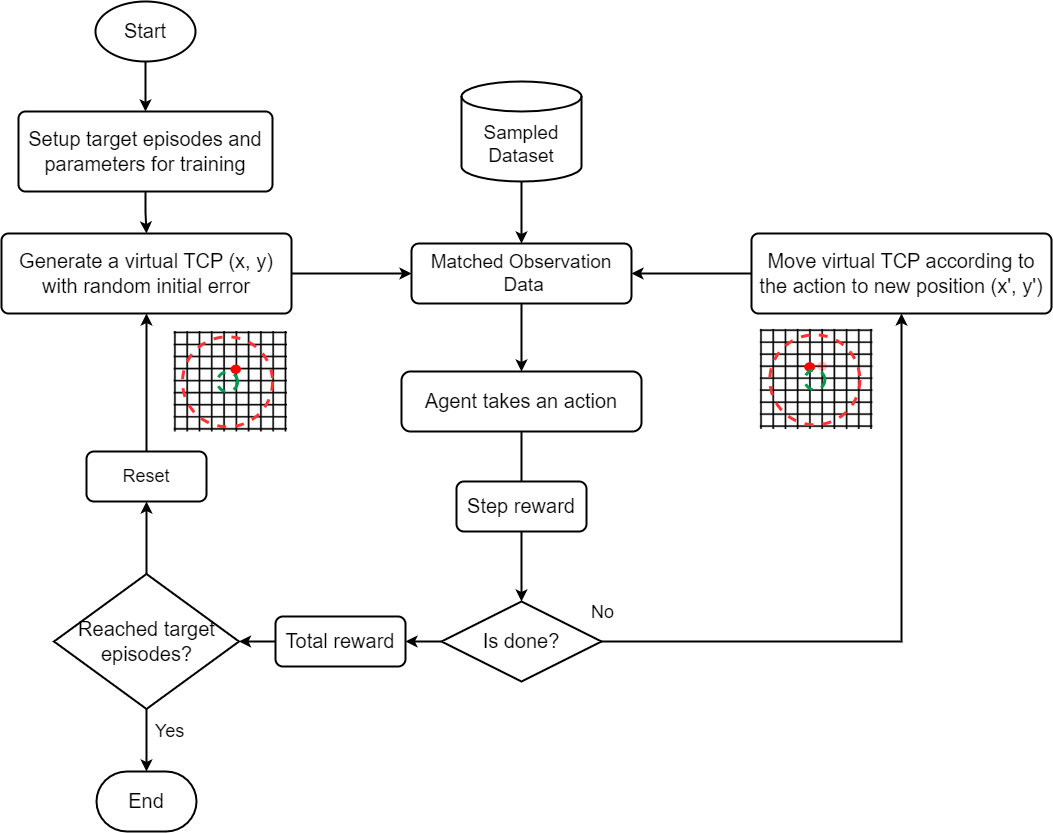 Start
Setup target episodes and
parameters for training
Sampled
Dataset
Generate a virtual TCP (x, y)
with random initial error
Matched Observation
Data
Move virtual TCP according to
the action to new position (x', y')
Agent takes an action
Reset
Step reward
No
Reached target
episodes?
Total reward
Is done?
Yes
End